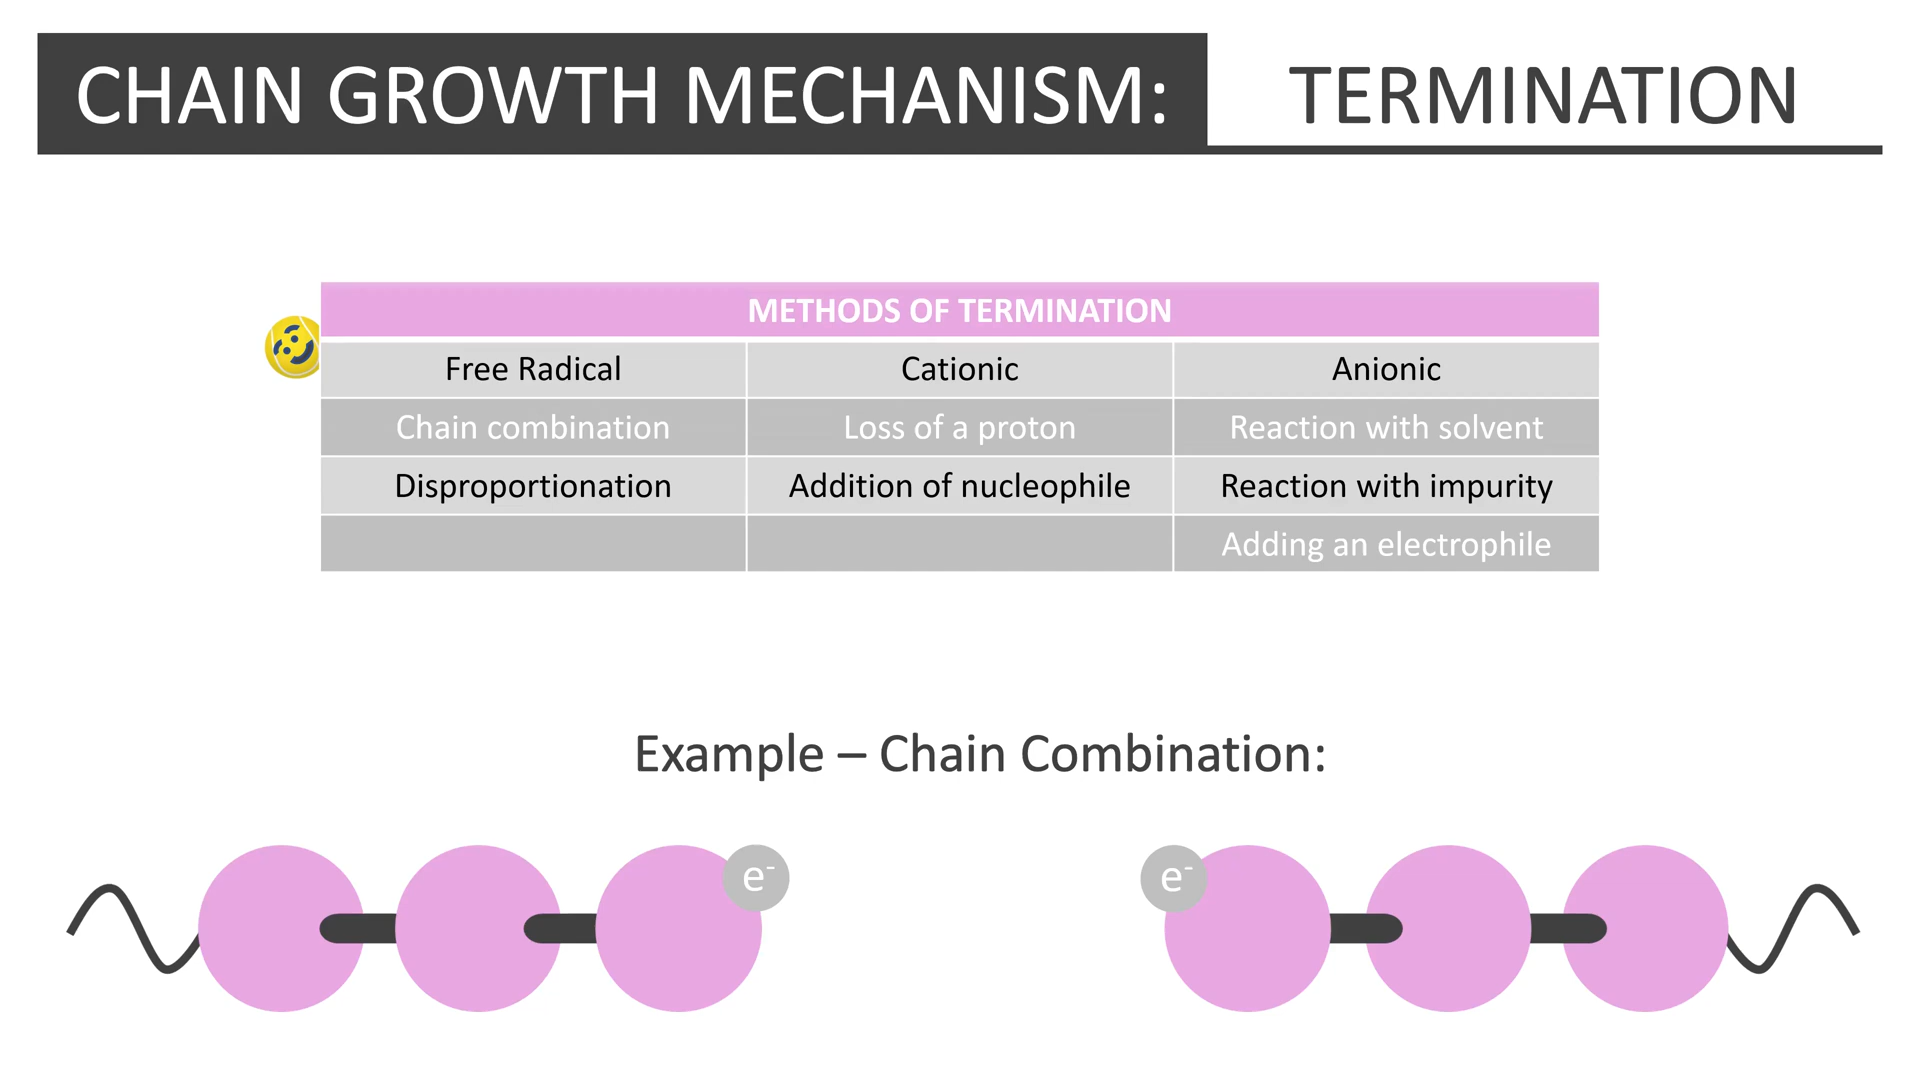 CHAIN GROWTH MECHANISM:
TERMINATION
METHODS OF TERMINATION
Free Radical
Cationic
Anionic
Chain combination
Loss of a proton
Reaction with solvent
Disproportionation
Addition of nucleophile
Reaction with impurity
Adding an electrophile
Example – Chain Combination:
e⁻
e⁻